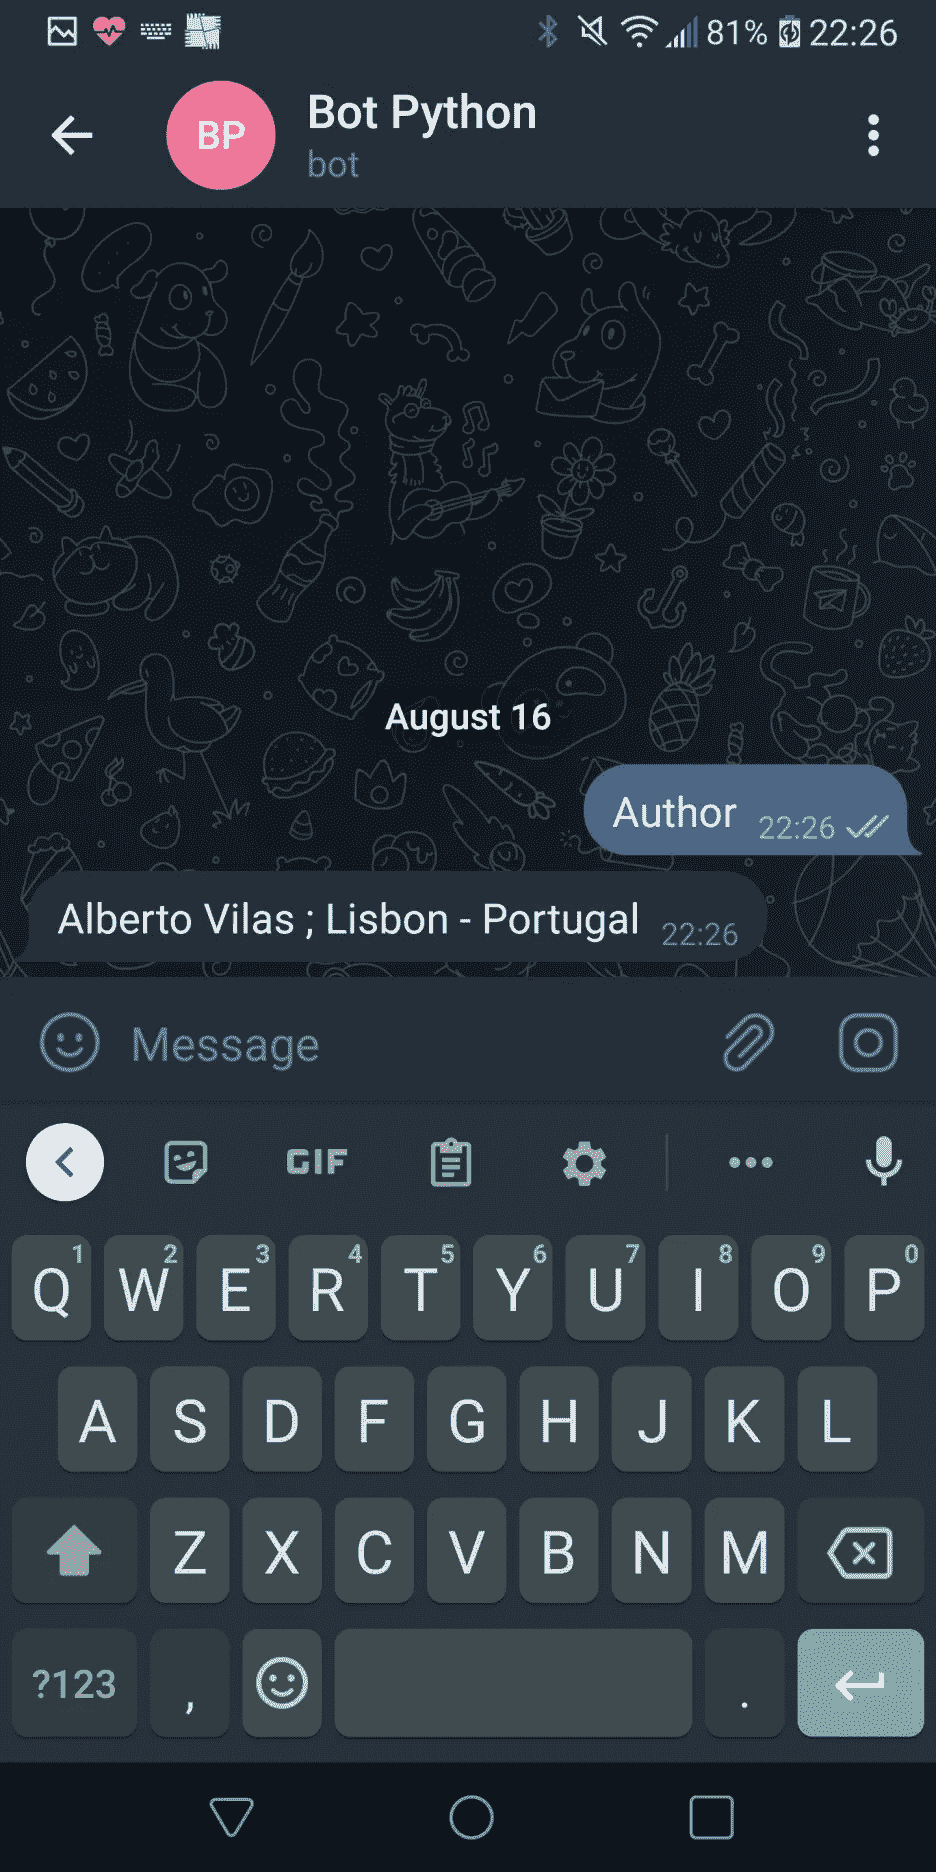 81% 22:26
BP
Bot Python
bot
August 16
Author 22:26
Alberto Vilas ; Lisbon - Portugal 22:26
Message
GIF
1 2 3 4 5 6 7 8 9 0
Q W E R T Y U I O P
A S D F G H J K L
Z X C V B N M
?123 , .